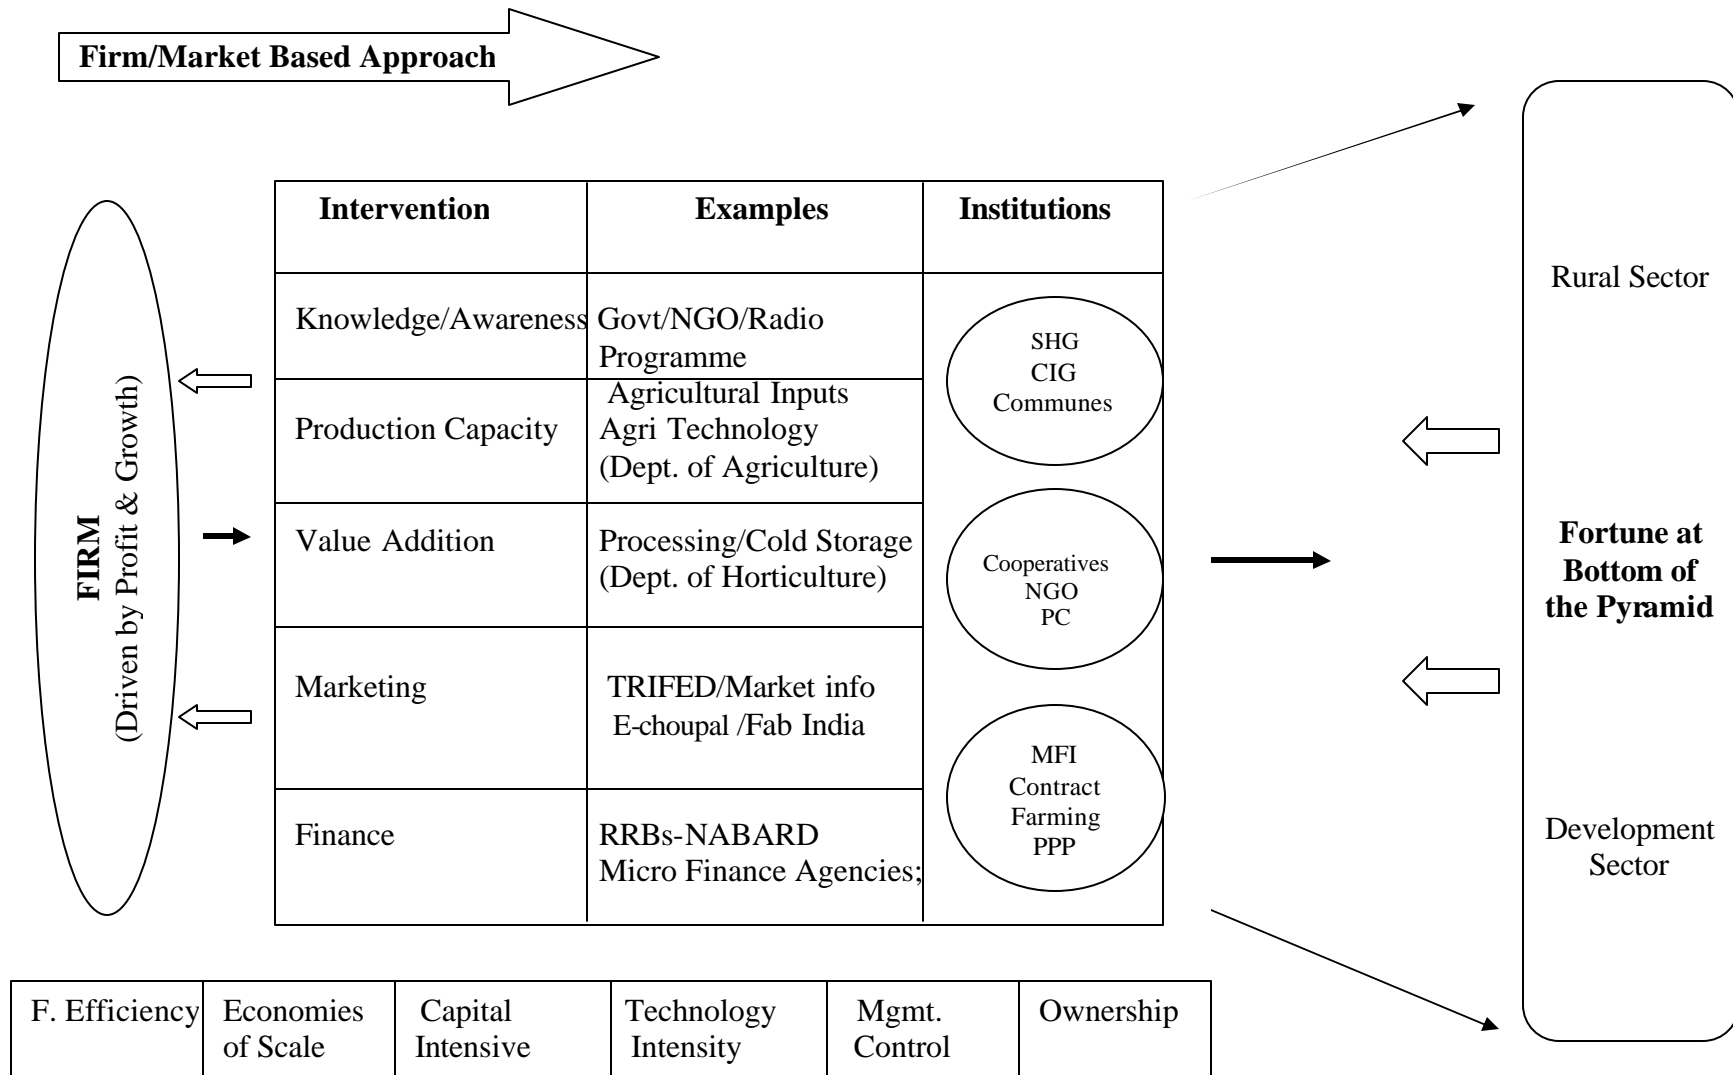 Firm/Market Based Approach
FIRM
(Driven by Profit & Growth)
Intervention
Examples
Institutions
Knowledge/Awareness
Govt/NGO/Radio
Programme
Production Capacity
Agricultural Inputs
Agri Technology
(Dept. of Agriculture)
Value Addition
Processing/Cold Storage
(Dept. of Horticulture)
Marketing
TRIFED/Market info
E-choupal /Fab India
Finance
RRBs-NABARD
Micro Finance Agencies;
SHG
CIG
Communes
Cooperatives
NGO
PC
MFI
Contract
Farming
PPP
Rural Sector
Fortune at
Bottom of
the Pyramid
Development
Sector
F. Efficiency
Economies
of Scale
Capital
Intensive
Technology
Intensity
Mgmt.
Control
Ownership